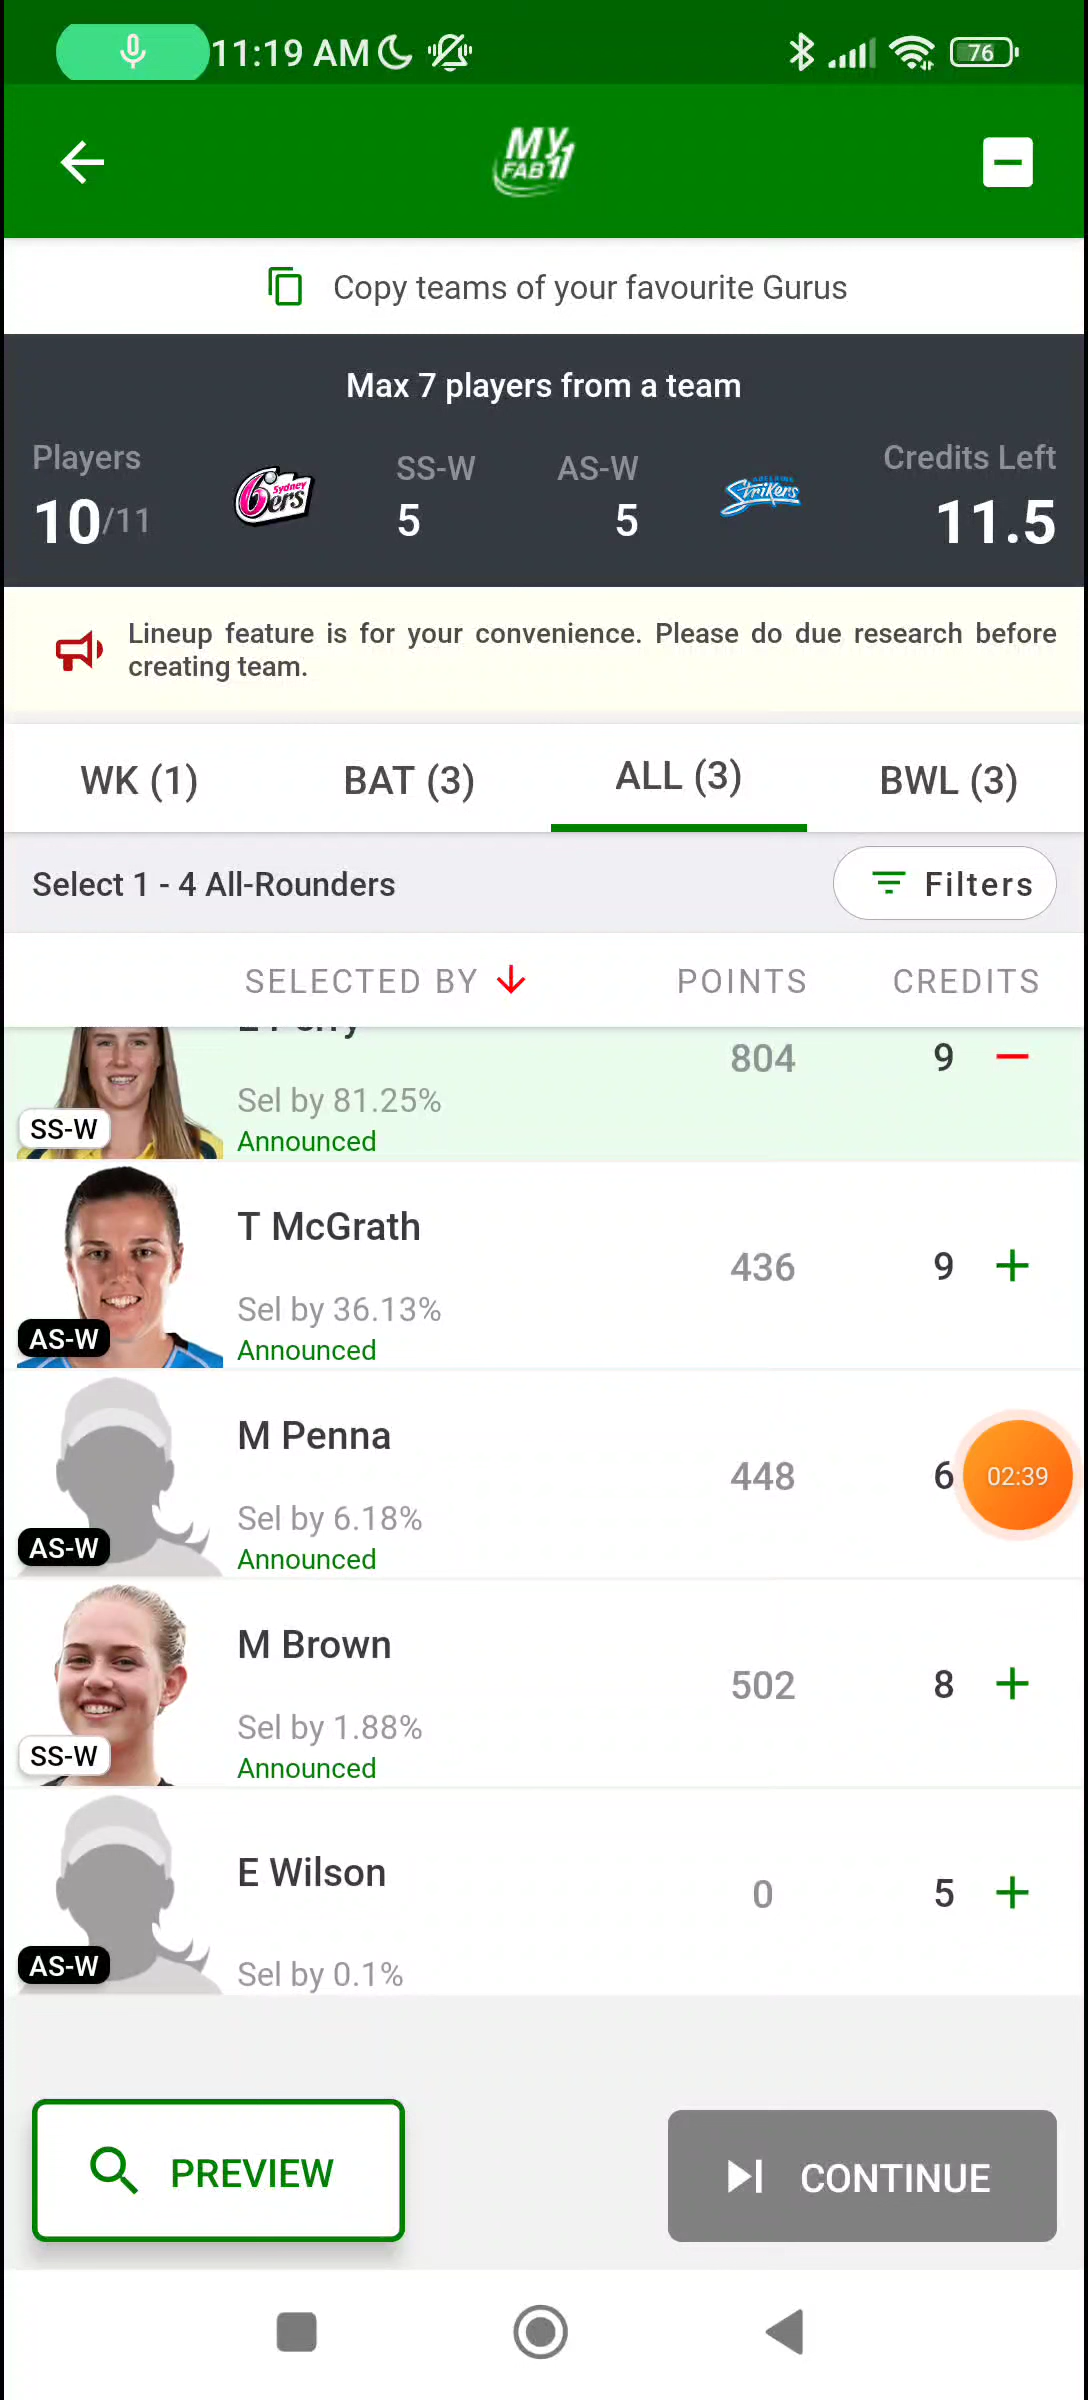 11:19 AM
76
MY
FAB11
Copy teams of your favourite Gurus
Max 7 players from a team
Players
10/11
Sydney
6ers
SS-W
5
AS-W
5
ADELAIDE
Strikers
Credits Left
11.5
Lineup feature is for your convenience. Please do due research before
creating team.
WK (1)
BAT (3)
ALL (3)
BWL (3)
Select 1 - 4 All-Rounders
Filters
SELECTED BY
POINTS
CREDITS
E Perry
804
9
Sel by 81.25%
SS-W
Announced
T McGrath
436
9
Sel by 36.13%
AS-W
Announced
M Penna
448
6
02:39
Sel by 6.18%
AS-W
Announced
M Brown
502
8
Sel by 1.88%
SS-W
Announced
E Wilson
0
5
AS-W
Sel by 0.1%
PREVIEW
CONTINUE